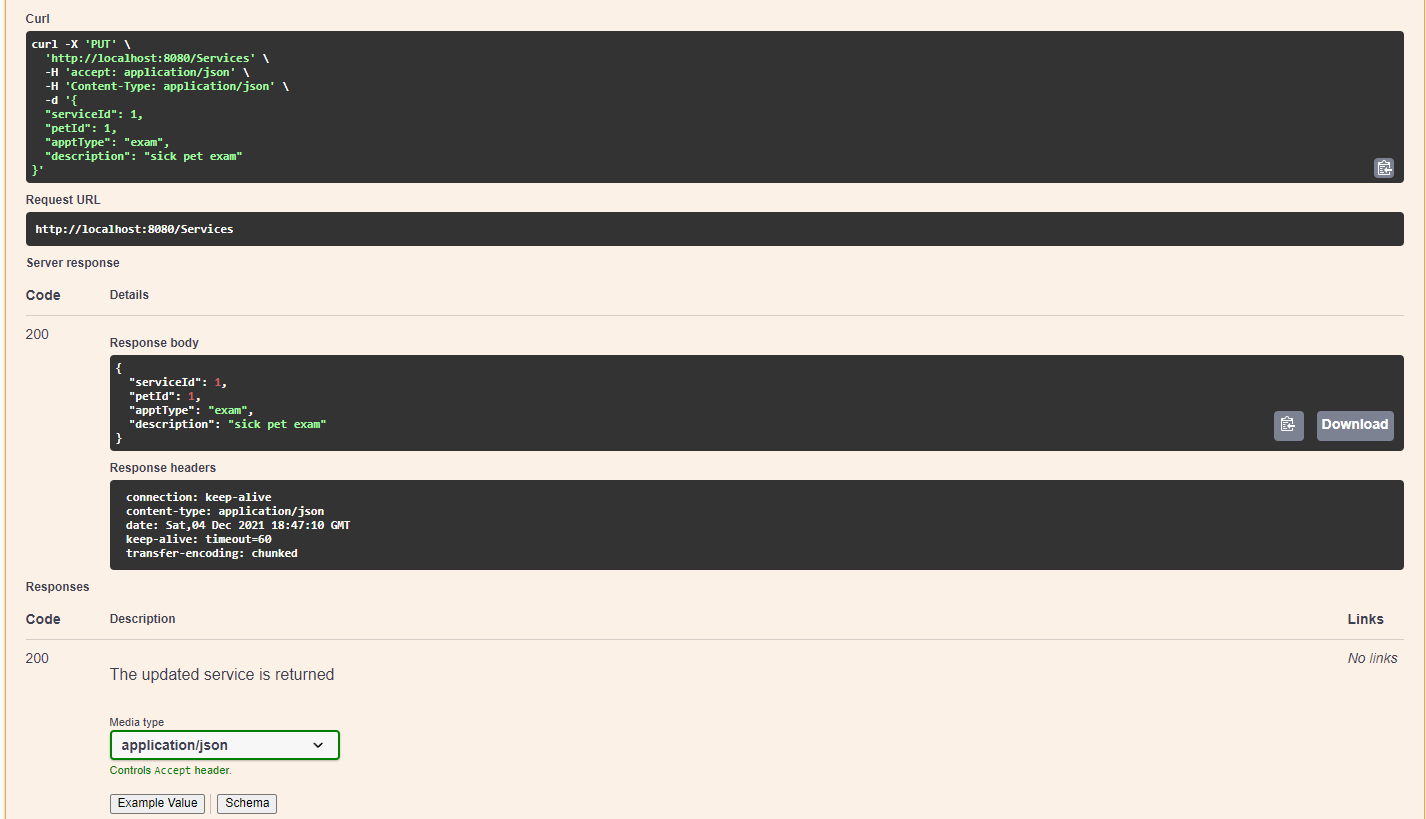 Curl
curl -X 'PUT' \
'http://localhost:8080/Services' \
-H 'accept: application/json' \
-H 'Content-Type: application/json' \
-d '{
"serviceId": 1,
"petId": 1,
"apptType": "exam",
"description": "sick pet exam"
}'
Request URL
http://localhost:8080/Services
Server response
Code Details
200
Response body
{
"serviceId": 1,
"petId": 1,
"apptType": "exam",
"description": "sick pet exam"
}
Download
Response headers
connection: keep-alive
content-type: application/json
date: Sat,04 Dec 2021 18:47:10 GMT
keep-alive: timeout=60
transfer-encoding: chunked
Responses
Code Description Links
200 No links
The updated service is returned
Media type
application/json
Controls Accept header.
Example Value Schema